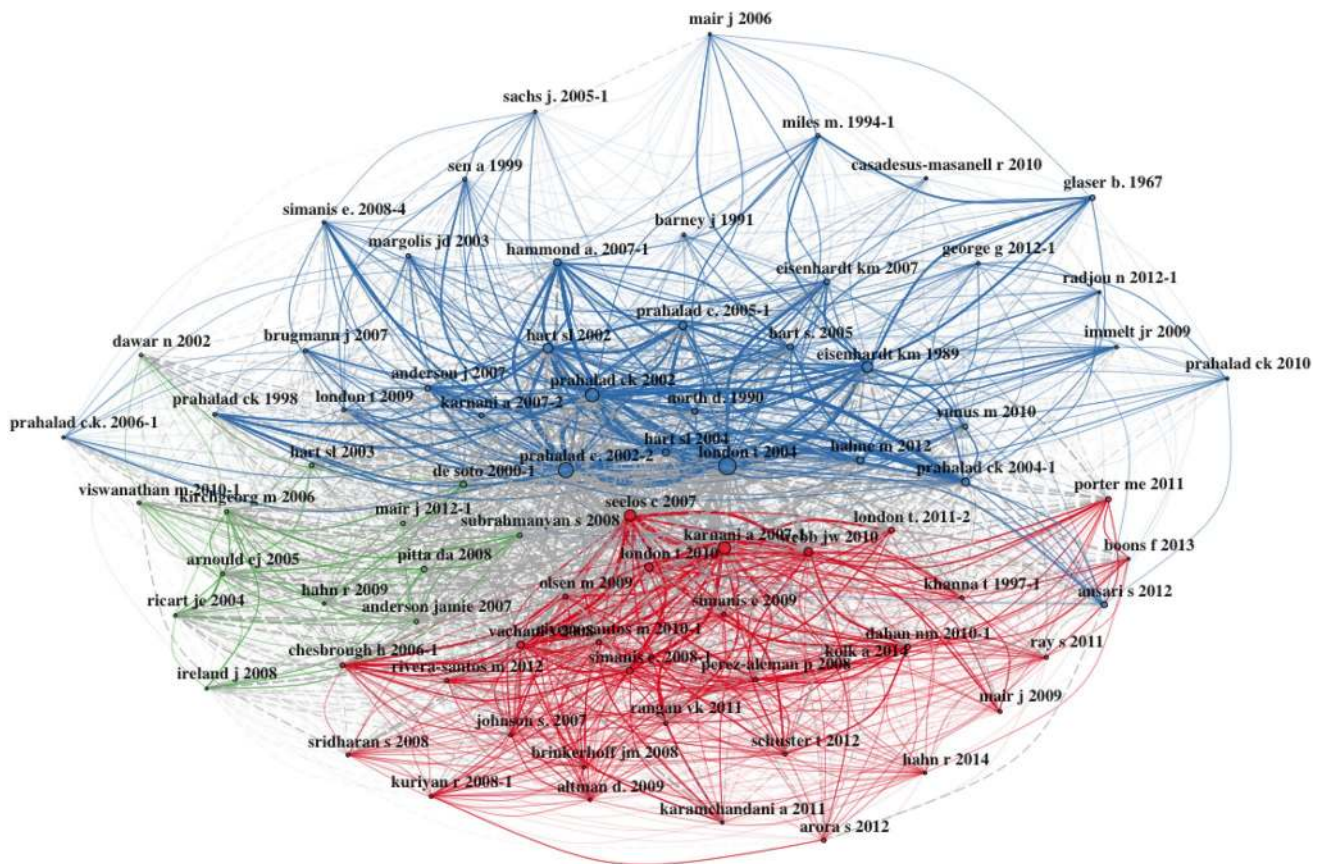 mair j 2006
sachs j. 2005-1
miles m. 1994-1
sen a 1999
casadesus-masanell r 2010
glaser b. 1967
simanis e. 2008-4
barney j 1991
margolis jd 2003
hammond a. 2007-1
george g 2012-1
eisenhardt km 2007
radjou n 2012-1
prahalad c. 2005-1
dawar n 2002
brugmann j 2007
hart sl 2002
hart s. 2005
immelt jr 2009
eisenhardt km 1989
prahalad ck 2010
anderson j 2007
prahalad ck 2002
prahalad ck 1998
london t 2009
karnani a 2007-2
north d. 1990
yunus m 2010
prahalad c.k. 2006-1
hart sl 2003
hart sl 2004
hahne m 2012
de soto 2000-1
prahalad c. 2002-2
london t 2004
prahalad ck 2004-1
viswanathan m 2010-1
kirchgeorg m 2006
porter me 2011
seelos c 2007
mair j 2012-1
subrahmanyan s 2008
london t. 2011-2
karnani a 2007-1
webb jw 2010
boons f 2013
arnould ej 2005
pitta da 2008
london t 2010
khanna t 1997-1
ansari s 2012
hahn r 2009
olsen m 2009
ricart je 2004
anderson jamie 2007
simanis e 2009
vachani s 2008
rivera-santos m 2010-1
dahan nm 2010-1
chesbrough h 2006-1
kolk a 2014
ray s 2011
ireland j 2008
rivera-santos m 2012
simanis e. 2008-1
perez-aleman p 2008
mair j 2009
rangan vk 2011
johnson s. 2007
sridharan s 2008
schuster t 2012
brinkerhoff jm 2008
hahn r 2014
kuriyan r 2008-1
altman d. 2009
karamchandani a 2011
arora s 2012